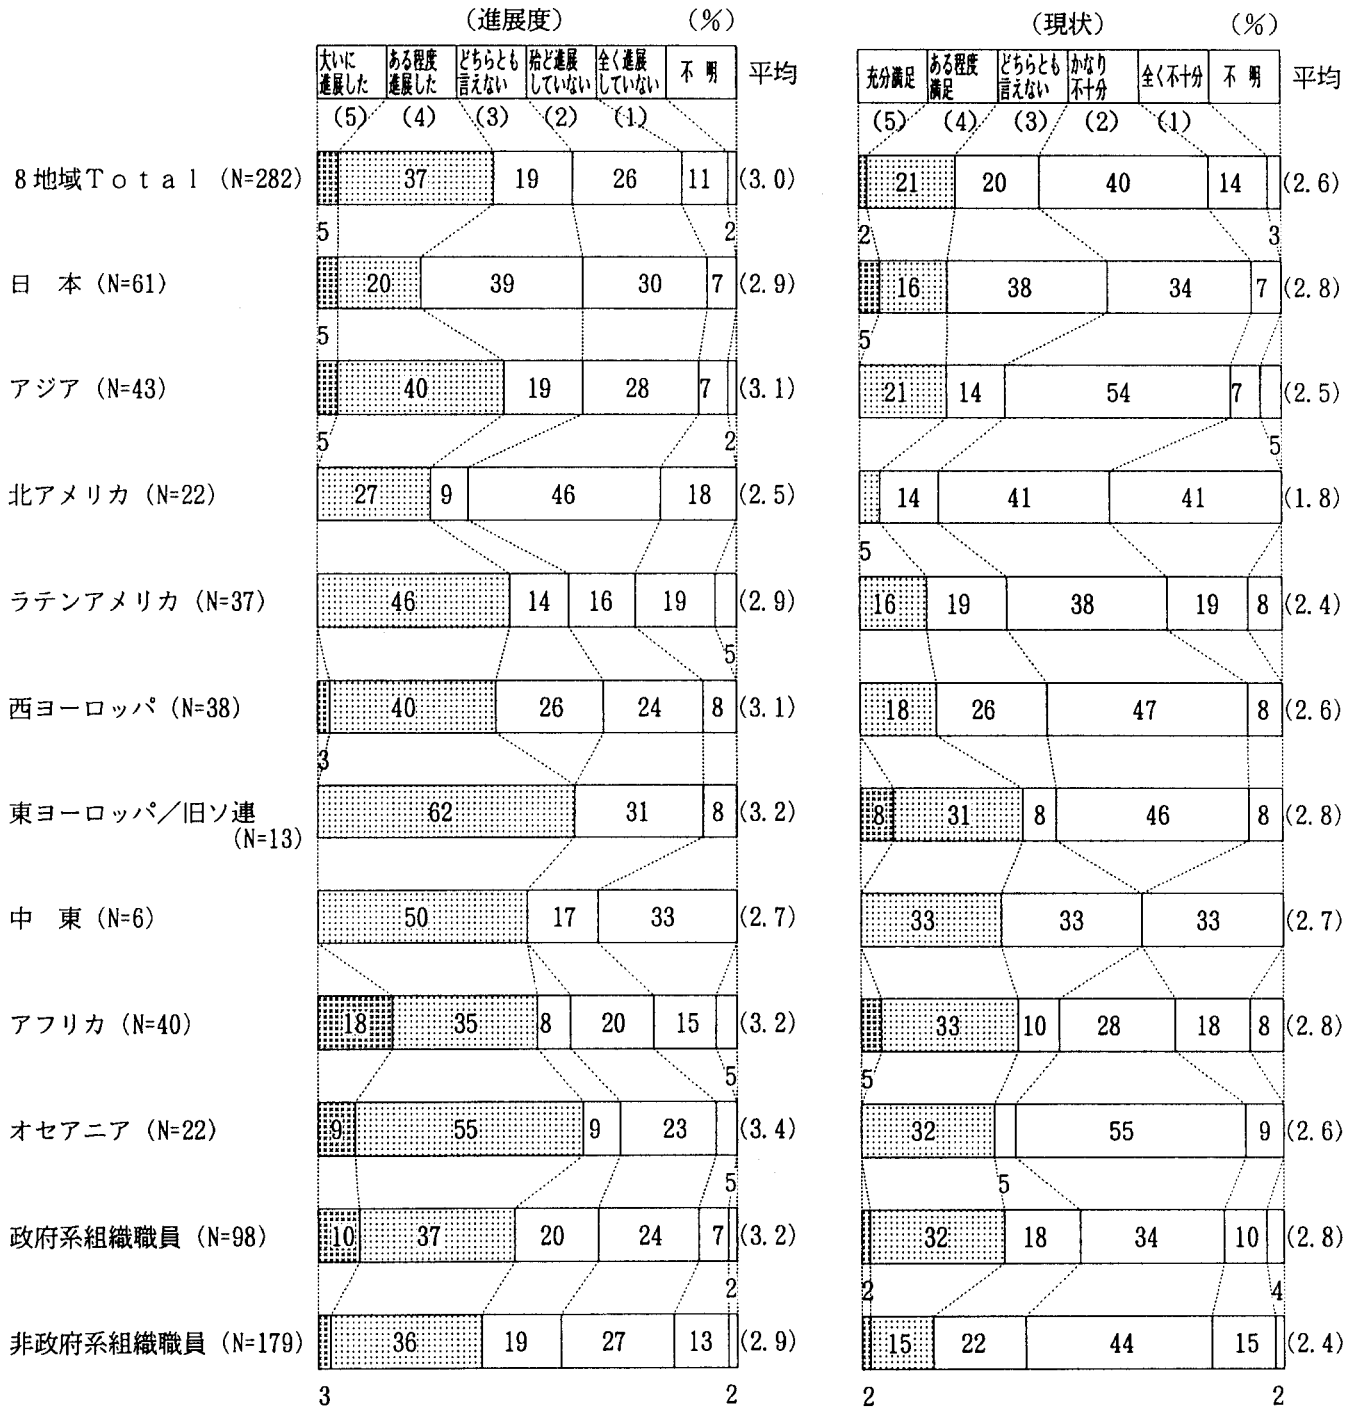 (進展度) (%) (現状) (%)
大いに進展した ある程度進展した どちらとも言えない 殆ど進展していない 全く進展していない 不明 平均 充分満足 ある程度満足 どちらとも言えない かなり不十分 全く不十分 不明 平均
(5) (4) (3) (2) (1) (5) (4) (3) (2) (1)
8地域Total (N=282) 37 19 26 11 (3.0) 21 20 40 14 (2.6)
5 2 2 3
日 本 (N=61) 20 39 30 7 (2.9) 16 38 34 7 (2.8)
5 5
アジア (N=43) 40 19 28 7 (3.1) 21 14 54 7 (2.5)
5 2 5
北アメリカ (N=22) 27 9 46 18 (2.5) 14 41 41 (1.8)
5
ラテンアメリカ (N=37) 46 14 16 19 (2.9) 16 19 38 19 8 (2.4)
5
西ヨーロッパ (N=38) 40 26 24 8 (3.1) 18 26 47 8 (2.6)
3
東ヨーロッパ/旧ソ連 62 31 8 (3.2) 8 31 8 46 8 (2.8)
(N=13)
中 東 (N=6) 50 17 33 (2.7) 33 33 33 (2.7)
アフリカ (N=40) 18 35 8 20 15 (3.2) 33 10 28 18 8 (2.8)
5 5
オセアニア (N=22) 9 55 9 23 (3.4) 32 55 9 (2.6)
5 5
政府系組織職員 (N=98) 10 37 20 24 7 (3.2) 32 18 34 10 (2.8)
2 2 4
非政府系組織職員 (N=179) 36 19 27 13 (2.9) 15 22 44 15 (2.4)
3 2 2 2